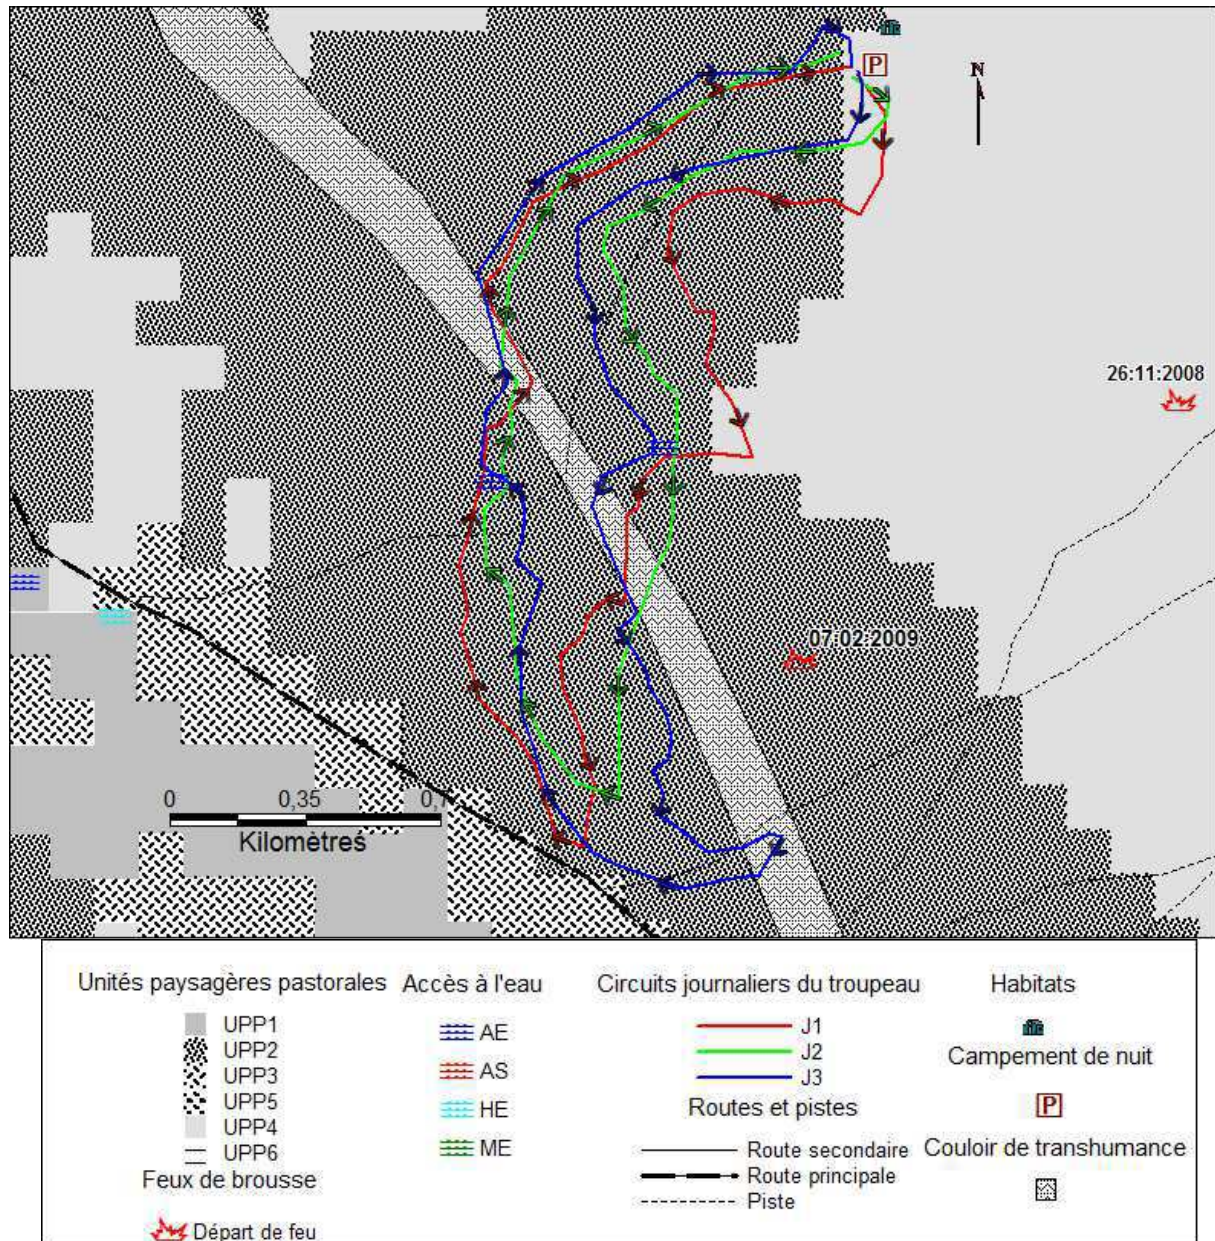 P
N
26:11:2008
07:02:2009
0 0,35 0,7
Kilomètres
Unités paysagères pastorales
UPP1
UPP2
UPP3
UPP5
UPP4
UPP6
Feux de brousse
Départ de feu
Accès à l'eau
AE
AS
HE
ME
Circuits journaliers du troupeau
J1
J2
J3
Routes et pistes
Route secondaire
Route principale
Piste
Habitats
Campement de nuit
P
Couloir de transhumance